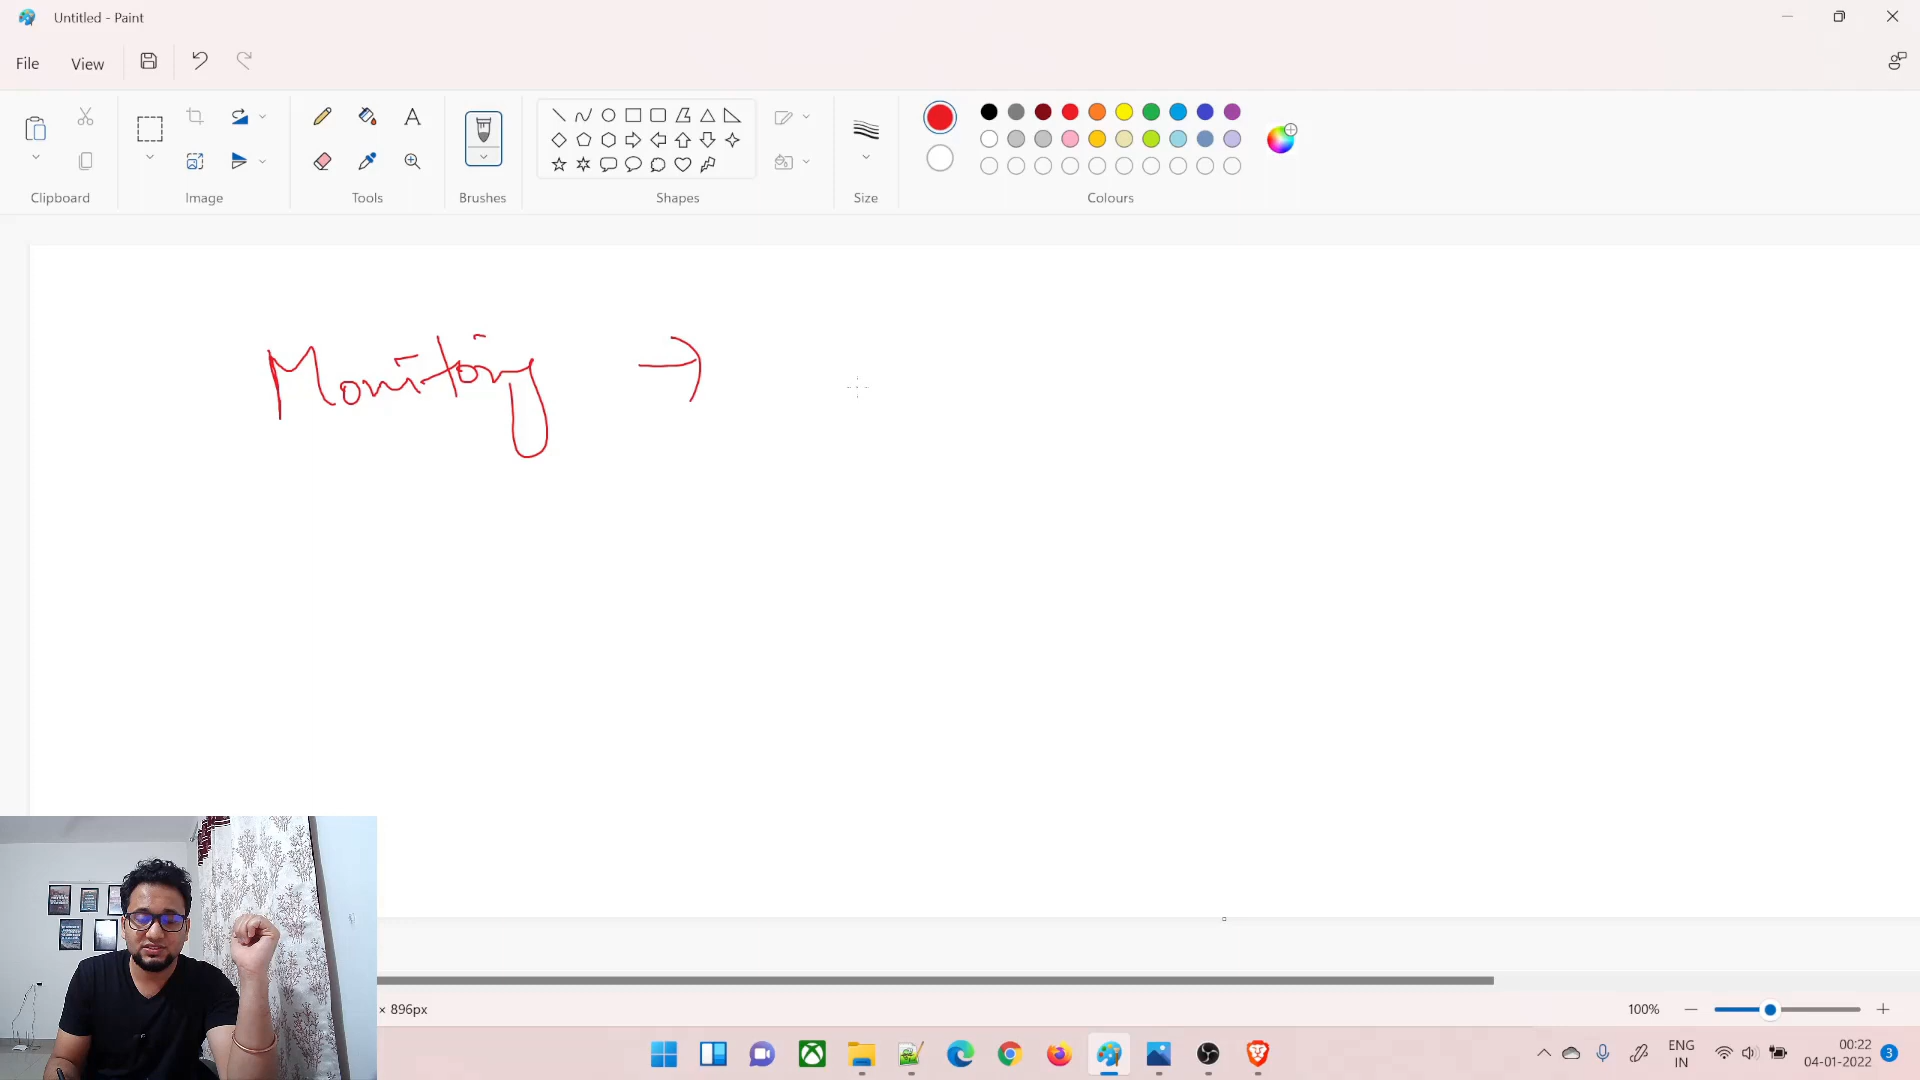 Untitled - Paint
File View
Clipboard Image Tools Brushes Shapes Size Colours
Monitoring →
× 896px 100%
ENG 00:22
IN 04-01-2022 3